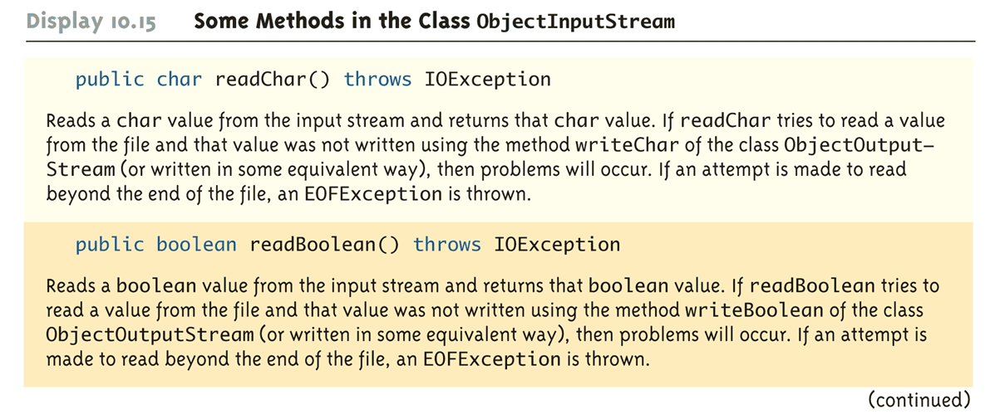 Display 10.15 Some Methods in the Class ObjectInputStream
public char readChar() throws IOException
Reads a char value from the input stream and returns that char value. If readChar tries to read a value
from the file and that value was not written using the method writeChar of the class ObjectOutput–
Stream (or written in some equivalent way), then problems will occur. If an attempt is made to read
beyond the end of the file, an EOFException is thrown.
public boolean readBoolean() throws IOException
Reads a boolean value from the input stream and returns that boolean value. If readBoolean tries to
read a value from the file and that value was not written using the method writeBoolean of the class
ObjectOutputStream (or written in some equivalent way), then problems will occur. If an attempt is
made to read beyond the end of the file, an EOFException is thrown.
(continued)